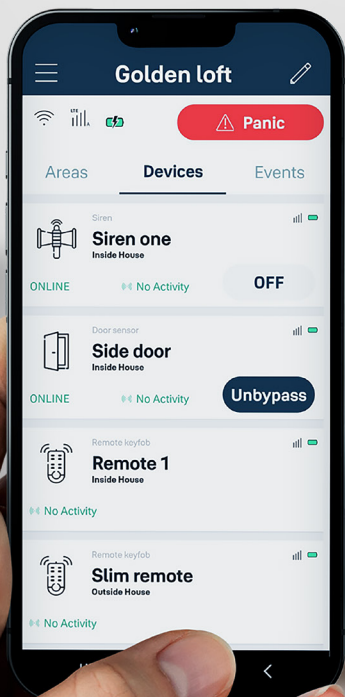 Golden loft
LTE
Panic
Areas Devices Events
Siren
Siren one
Inside House
ONLINE No Activity OFF
Door sensor
Side door
Inside House
ONLINE No Activity Unbypass
Remote keyfob
Remote 1
Inside House
No Activity
Remote keyfob
Slim remote
Outside House
No Activity